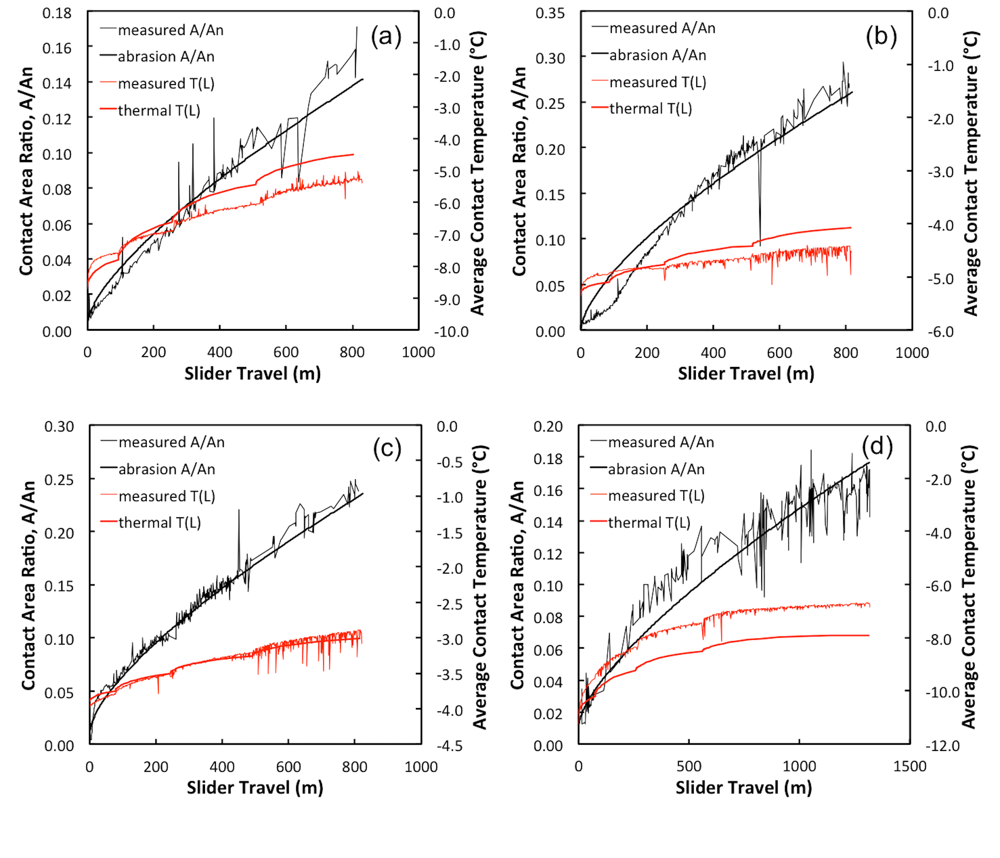 (a)
measured A/An
abrasion A/An
measured T(L)
thermal T(L)
Contact Area Ratio, A/An
0.18
0.16
0.14
0.12
0.10
0.08
0.06
0.04
0.02
0.00
0.0
-1.0
-2.0
-3.0
-4.0
-5.0
-6.0
-7.0
-8.0
-9.0
-10.0
Average Contact Temperature (°C)
0 200 400 600 800 1000
Slider Travel (m)
(b)
measured A/An
abrasion A/An
measured T(L)
thermal T(L)
Contact Area Ratio, A/An
0.35
0.30
0.25
0.20
0.15
0.10
0.05
0.00
0.0
-1.0
-2.0
-3.0
-4.0
-5.0
-6.0
Average Contact Temperature (°C)
0 200 400 600 800 1000
Slider Travel (m)
(c)
measured A/An
abrasion A/An
measured T(L)
thermal T(L)
Contact Area Ratio, A/An
0.30
0.25
0.20
0.15
0.10
0.05
0.00
0.0
-0.5
-1.0
-1.5
-2.0
-2.5
-3.0
-3.5
-4.0
-4.5
Average Contact Temperature (°C)
0 200 400 600 800 1000
Slider Travel (m)
(d)
measured A/An
abrasion A/An
measured T(L)
thermal T(L)
Contact Area Ratio, A/An
0.20
0.18
0.16
0.14
0.12
0.10
0.08
0.06
0.04
0.02
0.00
0.0
-2.0
-4.0
-6.0
-8.0
-10.0
-12.0
Average Contact Temperature (°C)
0 500 1000 1500
Slider Travel (m)